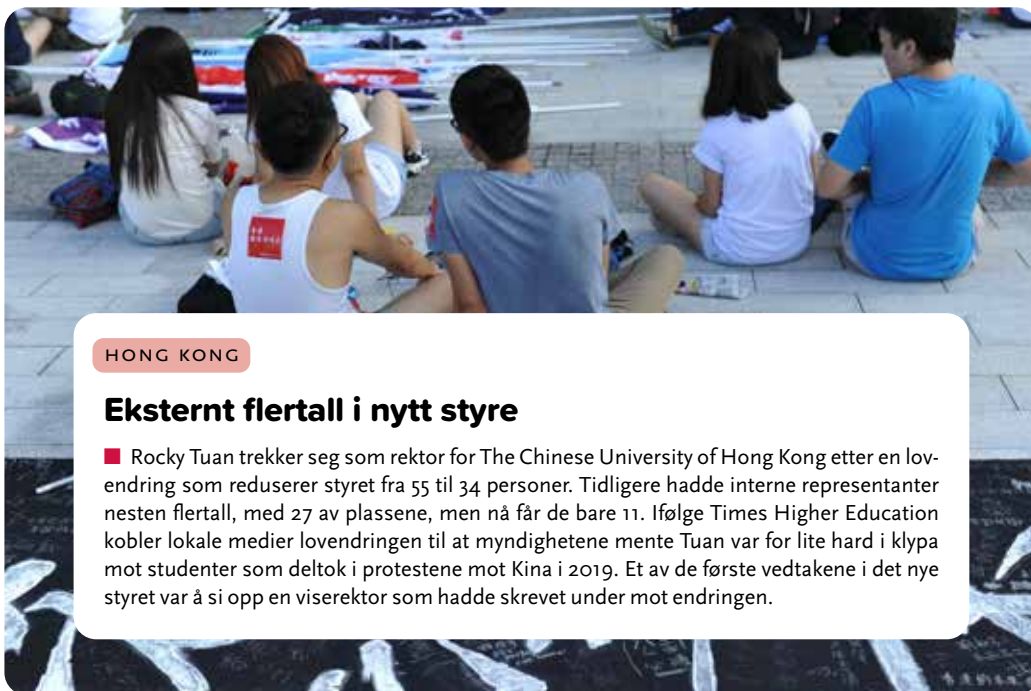 HONG KONG
Eksternt flertall i nytt styre
Rocky Tuan trekker seg som rektor for The Chinese University of Hong Kong etter en lov-
endring som reduserer styret fra 55 til 34 personer. Tidligere hadde interne representanter
nesten flertall, med 27 av plassene, men nå får de bare 11. Ifølge Times Higher Education
kobler lokale medier lovendringen til at myndighetene mente Tuan var for lite hard i klypa
mot studenter som deltok i protestene mot Kina i 2019. Et av de første vedtakene i det nye
styret var å si opp en viserektor som hadde skrevet under mot endringen.